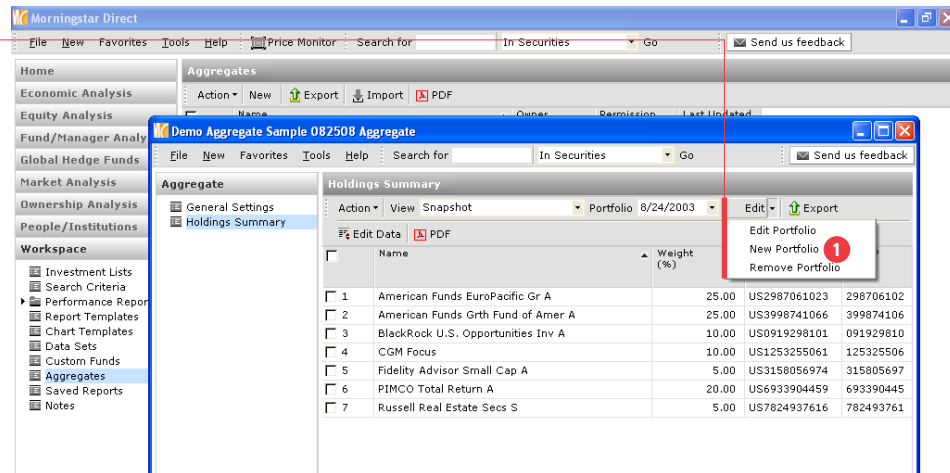 Morningstar Direct
File New Favorites Tools Help Price Monitor Search for In Securities Go Send us feedback
Home
Economic Analysis
Equity Analysis
Fund/Manager Analy
Global Hedge Funds
Market Analysis
Ownership Analysis
People/Institutions
Workspace
Investment Lists
Search Criteria
Performance Repor
Report Templates
Chart Templates
Data Sets
Custom Funds
Aggregates
Saved Reports
Notes
Aggregates
Action New Export Import PDF
Name Owner Permission Last Updated
Demo Aggregate Sample 082508 Aggregate
File New Favorites Tools Help Search for In Securities Go Send us feedback
Aggregate
General Settings
Holdings Summary
Holdings Summary
Action View Snapshot Portfolio 8/24/2003 Edit Export
Edit Data PDF
Edit Portfolio
New Portfolio 1
Remove Portfolio
Name Weight
(%)
1 American Funds EuroPacific Gr A 25.00 US2987061023 298706102
2 American Funds Grth Fund of Amer A 25.00 US3998741066 399874106
3 BlackRock U.S. Opportunities Inv A 10.00 US0919298101 091929810
4 CGM Focus 10.00 US1253255061 125325506
5 Fidelity Advisor Small Cap A 5.00 US3158056974 315805697
6 PIMCO Total Return A 20.00 US6933904459 693390445
7 Russell Real Estate Secs S 5.00 US7824937616 782493761